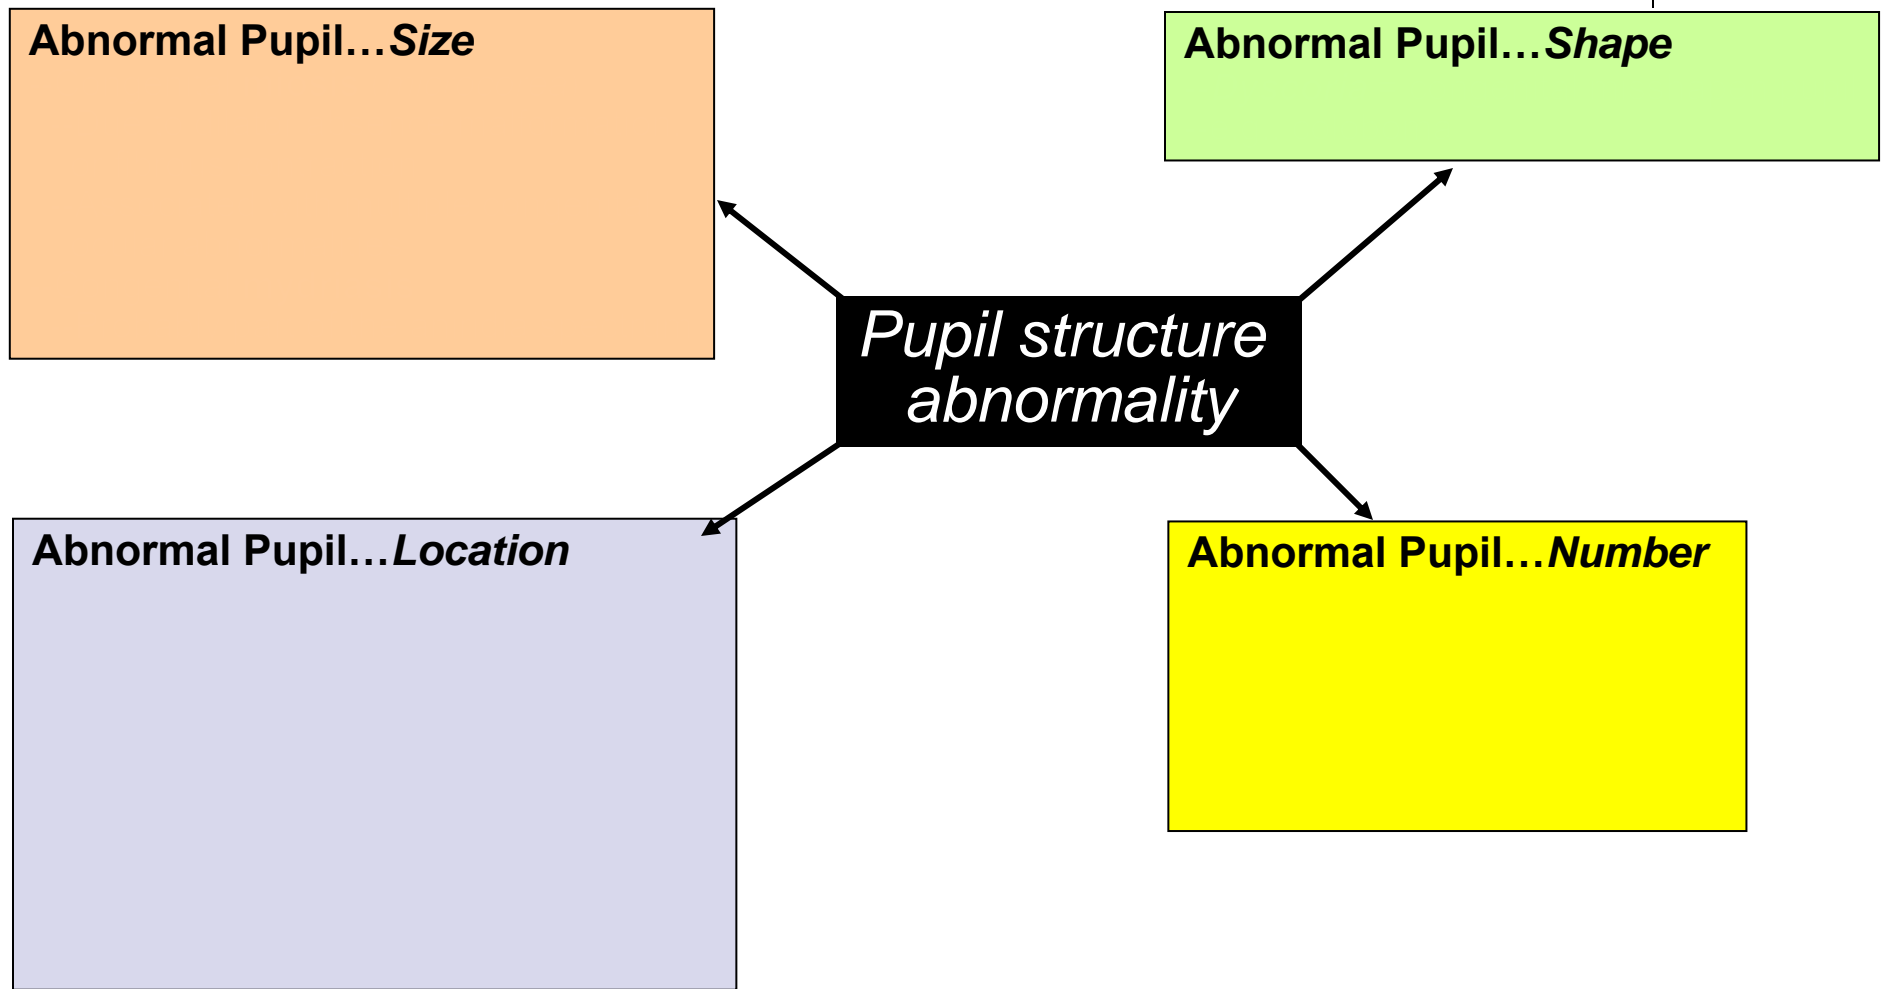 Abnormal Pupil…Size
Abnormal Pupil…Shape
Pupil structure
abnormality
Abnormal Pupil…Location
Abnormal Pupil…Number